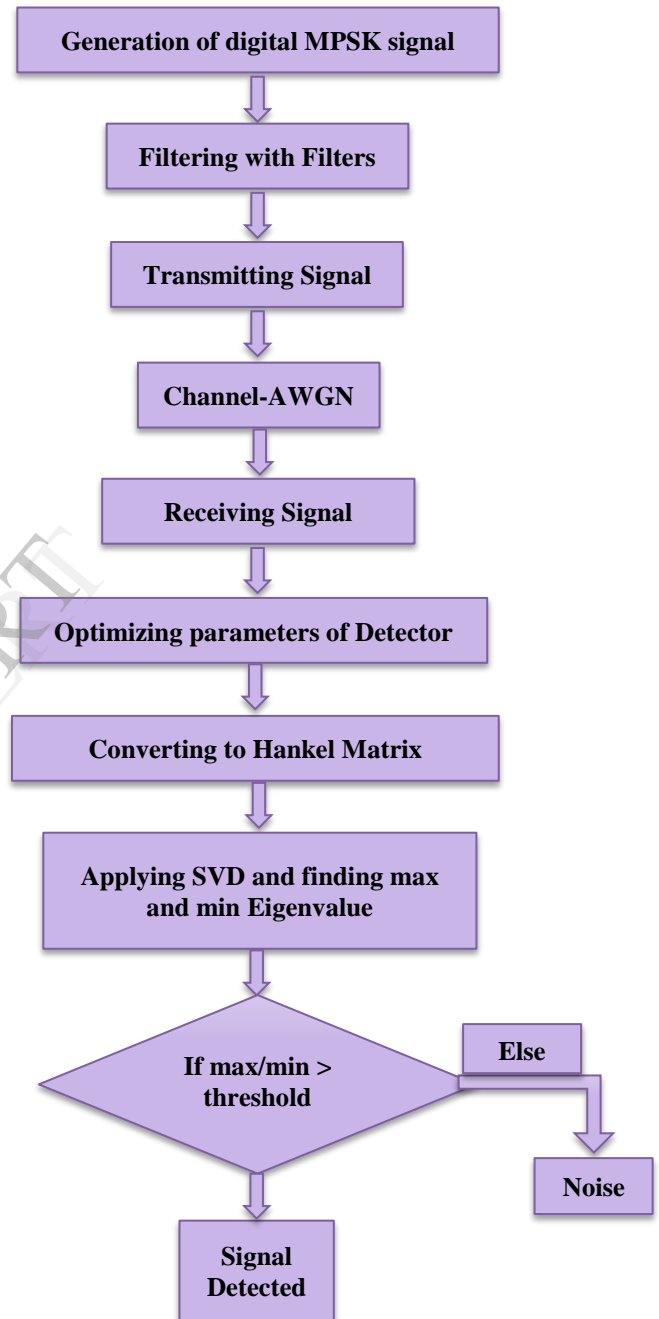 Generation of digital MPSK signal
Filtering with Filters
Transmitting Signal
Channel-AWGN
Receiving Signal
Optimizing parameters of Detector
Converting to Hankel Matrix
Applying SVD and finding max
and min Eigenvalue
If max/min >
threshold
Else
Noise
Signal
Detected